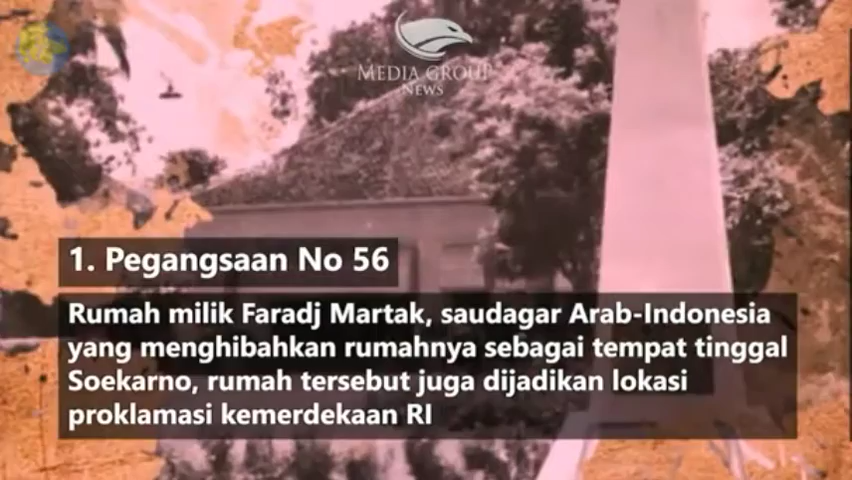 MEDIA GROUP
NEWS
1. Pegangsaan No 56
Rumah milik Faradj Martak, saudagar Arab-Indonesia
yang menghibahkan rumahnya sebagai tempat tinggal
Soekarno, rumah tersebut juga dijadikan lokasi
proklamasi kemerdekaan RI